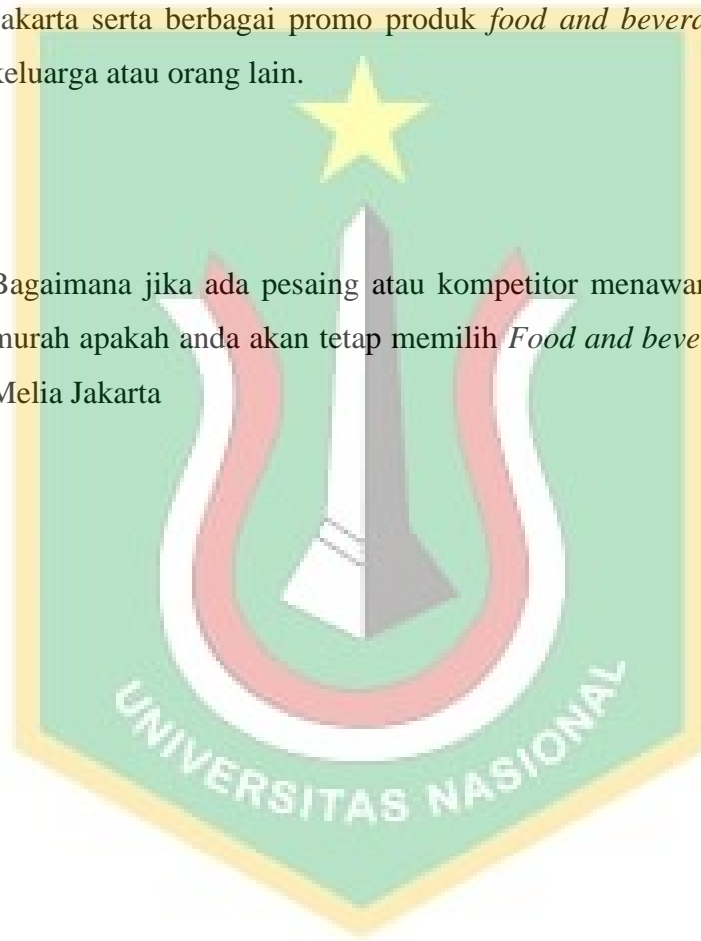 akarta serta berbagai promo produk food and bevera
keluarga atau orang lain.
Bagaimana jika ada pesaing atau kompetitor menawar
murah apakah anda akan tetap memilih Food and beve
Melia Jakarta
UNIVERSITAS NASIONAL